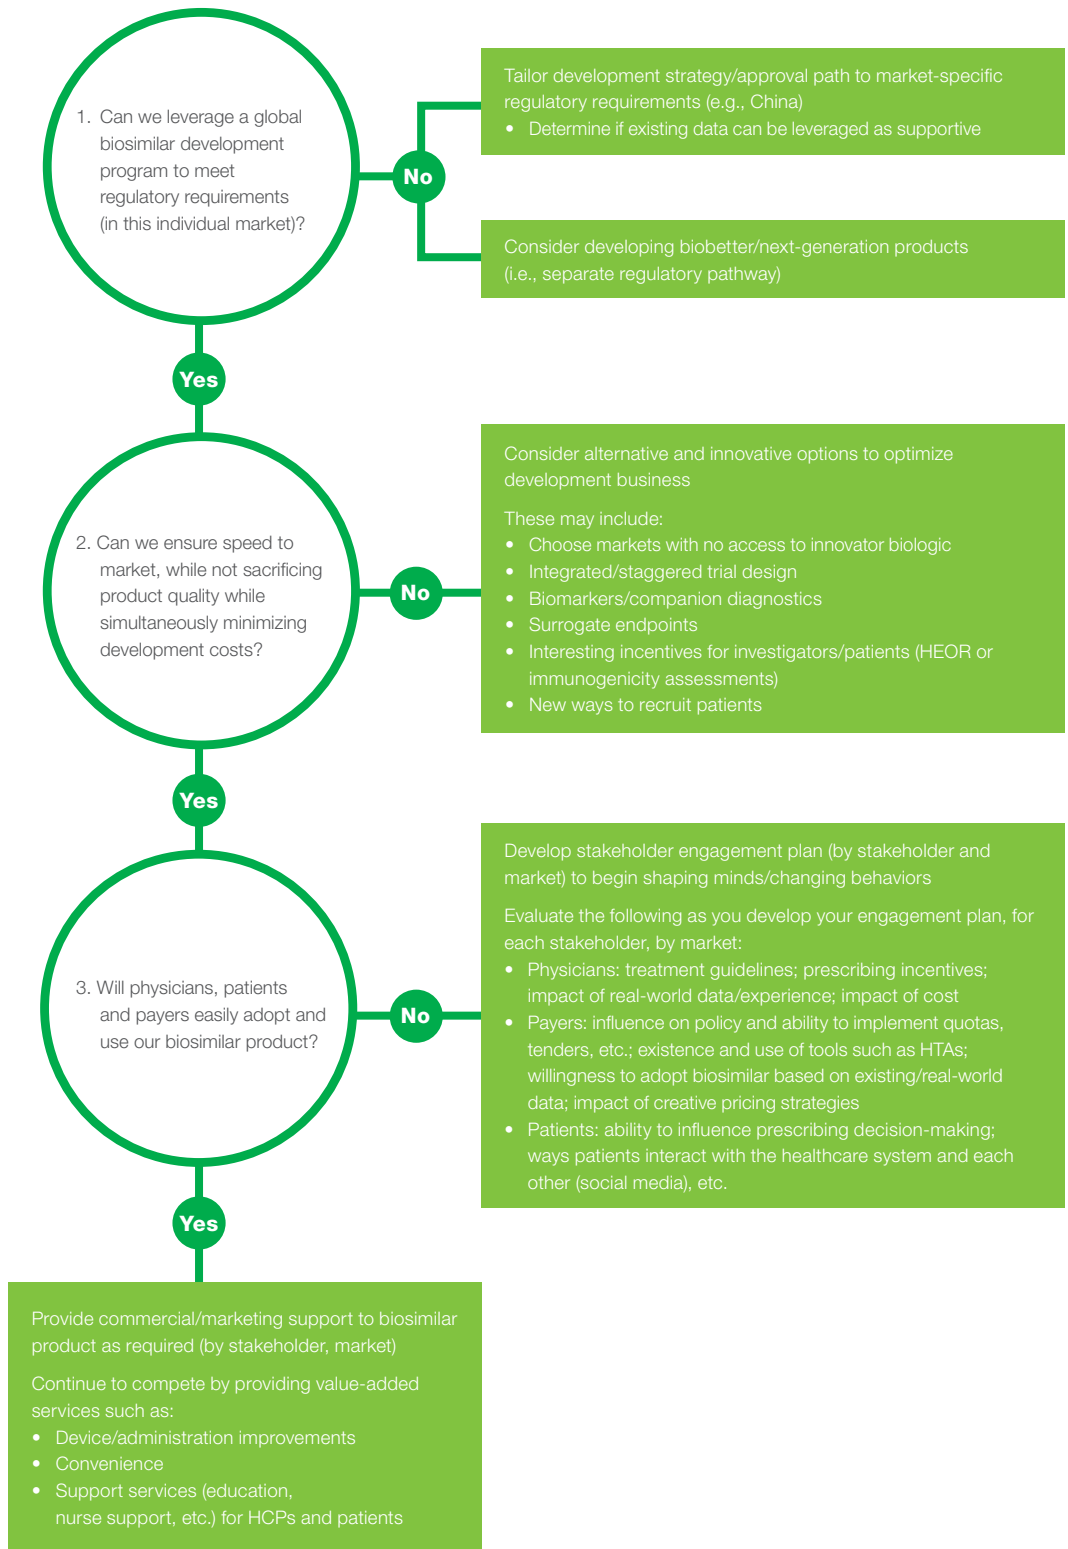 1. Can we leverage a global
biosimilar development
program to meet
regulatory requirements
(in this individual market)?
No
Tailor development strategy/approval path to market-specific
regulatory requirements (e.g., China)
• Determine if existing data can be leveraged as supportive
Consider developing biobetter/next-generation products
(i.e., separate regulatory pathway)
Yes
2. Can we ensure speed to
market, while not sacrificing
product quality while
simultaneously minimizing
development costs?
No
Consider alternative and innovative options to optimize
development business
These may include:
• Choose markets with no access to innovator biologic
• Integrated/staggered trial design
• Biomarkers/companion diagnostics
• Surrogate endpoints
• Interesting incentives for investigators/patients (HEOR or
immunogenicity assessments)
• New ways to recruit patients
Yes
3. Will physicians, patients
and payers easily adopt and
use our biosimilar product?
No
Develop stakeholder engagement plan (by stakeholder and
market) to begin shaping minds/changing behaviors
Evaluate the following as you develop your engagement plan, for
each stakeholder, by market:
• Physicians: treatment guidelines; prescribing incentives;
impact of real-world data/experience; impact of cost
• Payers: influence on policy and ability to implement quotas,
tenders, etc.; existence and use of tools such as HTAs;
willingness to adopt biosimilar based on existing/real-world
data; impact of creative pricing strategies
• Patients: ability to influence prescribing decision-making;
ways patients interact with the healthcare system and each
other (social media), etc.
Yes
Provide commercial/marketing support to biosimilar
product as required (by stakeholder, market)
Continue to compete by providing value-added
services such as:
• Device/administration improvements
• Convenience
• Support services (education,
nurse support, etc.) for HCPs and patients